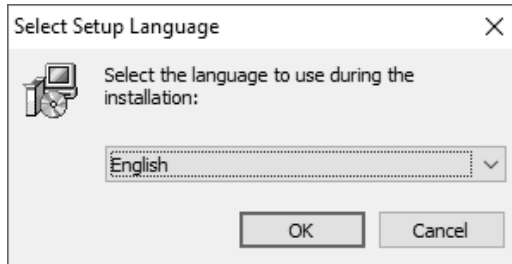 Select Setup Language
Select the language to use during the
installation:
English
OK
Cancel